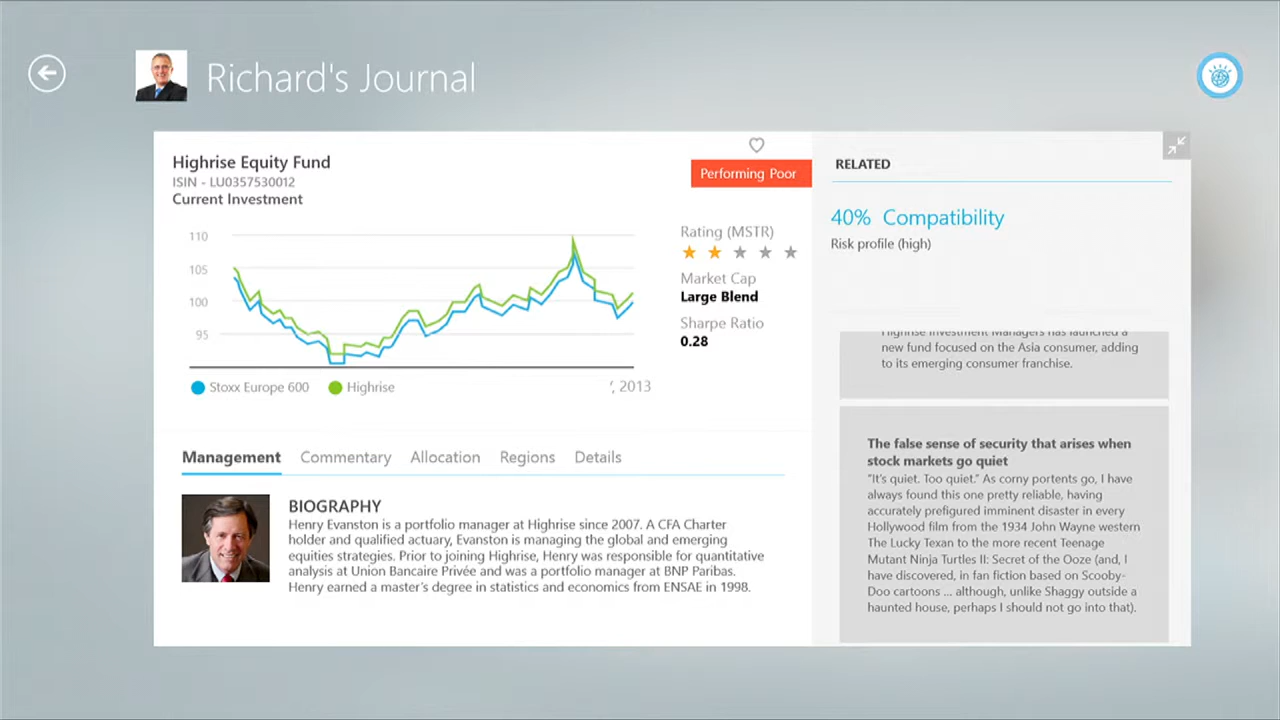 Richard's Journal
Highrise Equity Fund
ISIN - LU0357530012
Current Investment
Performing Poor
110
105
100
95
Stoxx Europe 600
Highrise
, 2013
Rating (MSTR)
Market Cap
Large Blend
Sharpe Ratio
0.28
Management
Commentary
Allocation
Regions
Details
BIOGRAPHY
Henry Evanston is a portfolio manager at Highrise since 2007. A CFA Charter
holder and qualified actuary, Evanston is managing the global and emerging
equities strategies. Prior to joining Highrise, Henry was responsible for quantitative
analysis at Union Bancaire Privée and was a portfolio manager at BNP Paribas.
Henry earned a master's degree in statistics and economics from ENSAE in 1998.
RELATED
40% Compatibility
Risk profile (high)
Highrise Investment Managers has launched a
new fund focused on the Asia consumer, adding
to its emerging consumer franchise.
The false sense of security that arises when
stock markets go quiet
"It's quiet. Too quiet." As corny portents go, I have
always found this one pretty reliable, having
accurately prefigured imminent disaster in every
Hollywood film from the 1934 John Wayne western
The Lucky Texan to the more recent Teenage
Mutant Ninja Turtles II: Secret of the Ooze (and, I
have discovered, in fan fiction based on Scooby-
Doo cartoons ... although, unlike Shaggy outside a
haunted house, perhaps I should not go into that).